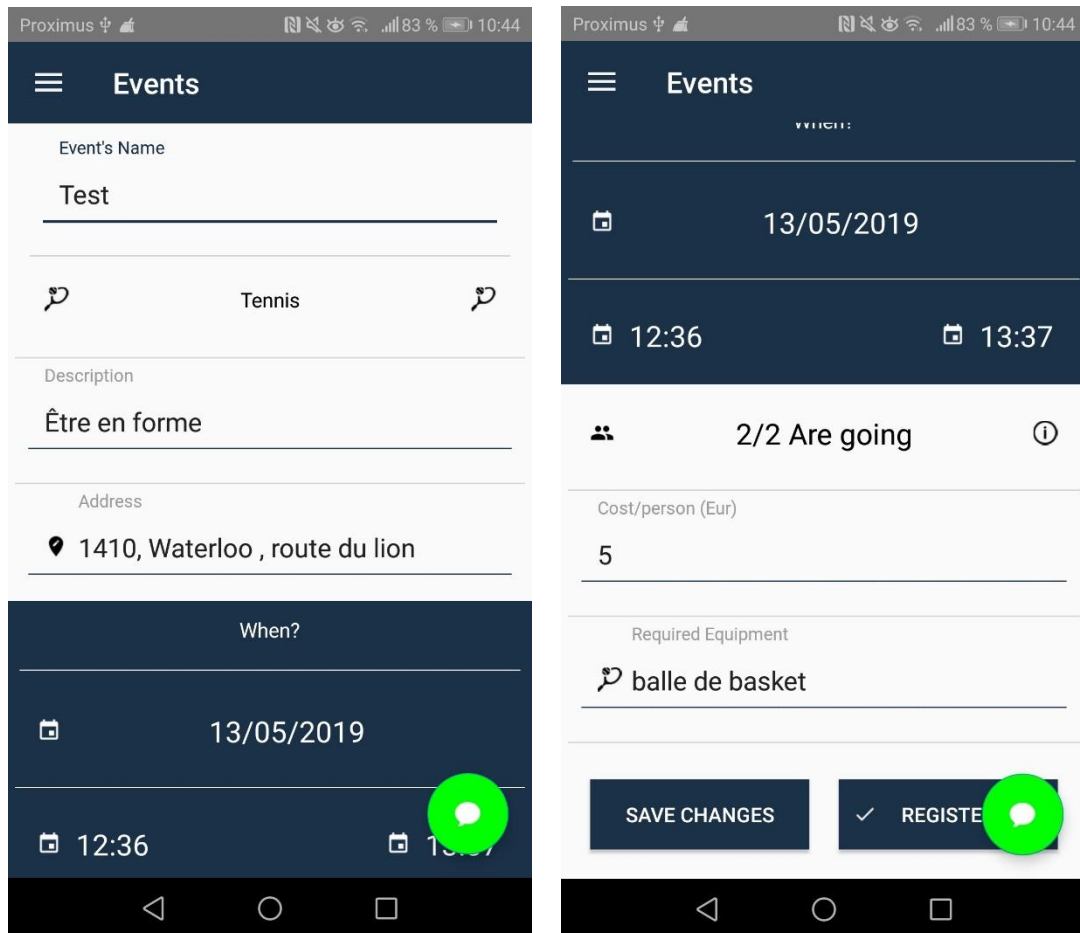 Proximus 83 % 10:44
Events
Event's Name
Test
Tennis
Description
Être en forme
Address
1410, Waterloo , route du lion
When?
13/05/2019
12:36
Proximus 83 % 10:44
Events
When?
13/05/2019
12:36 13:37
2/2 Are going
Cost/person (Eur)
5
Required Equipment
balle de basket
SAVE CHANGES REGISTE